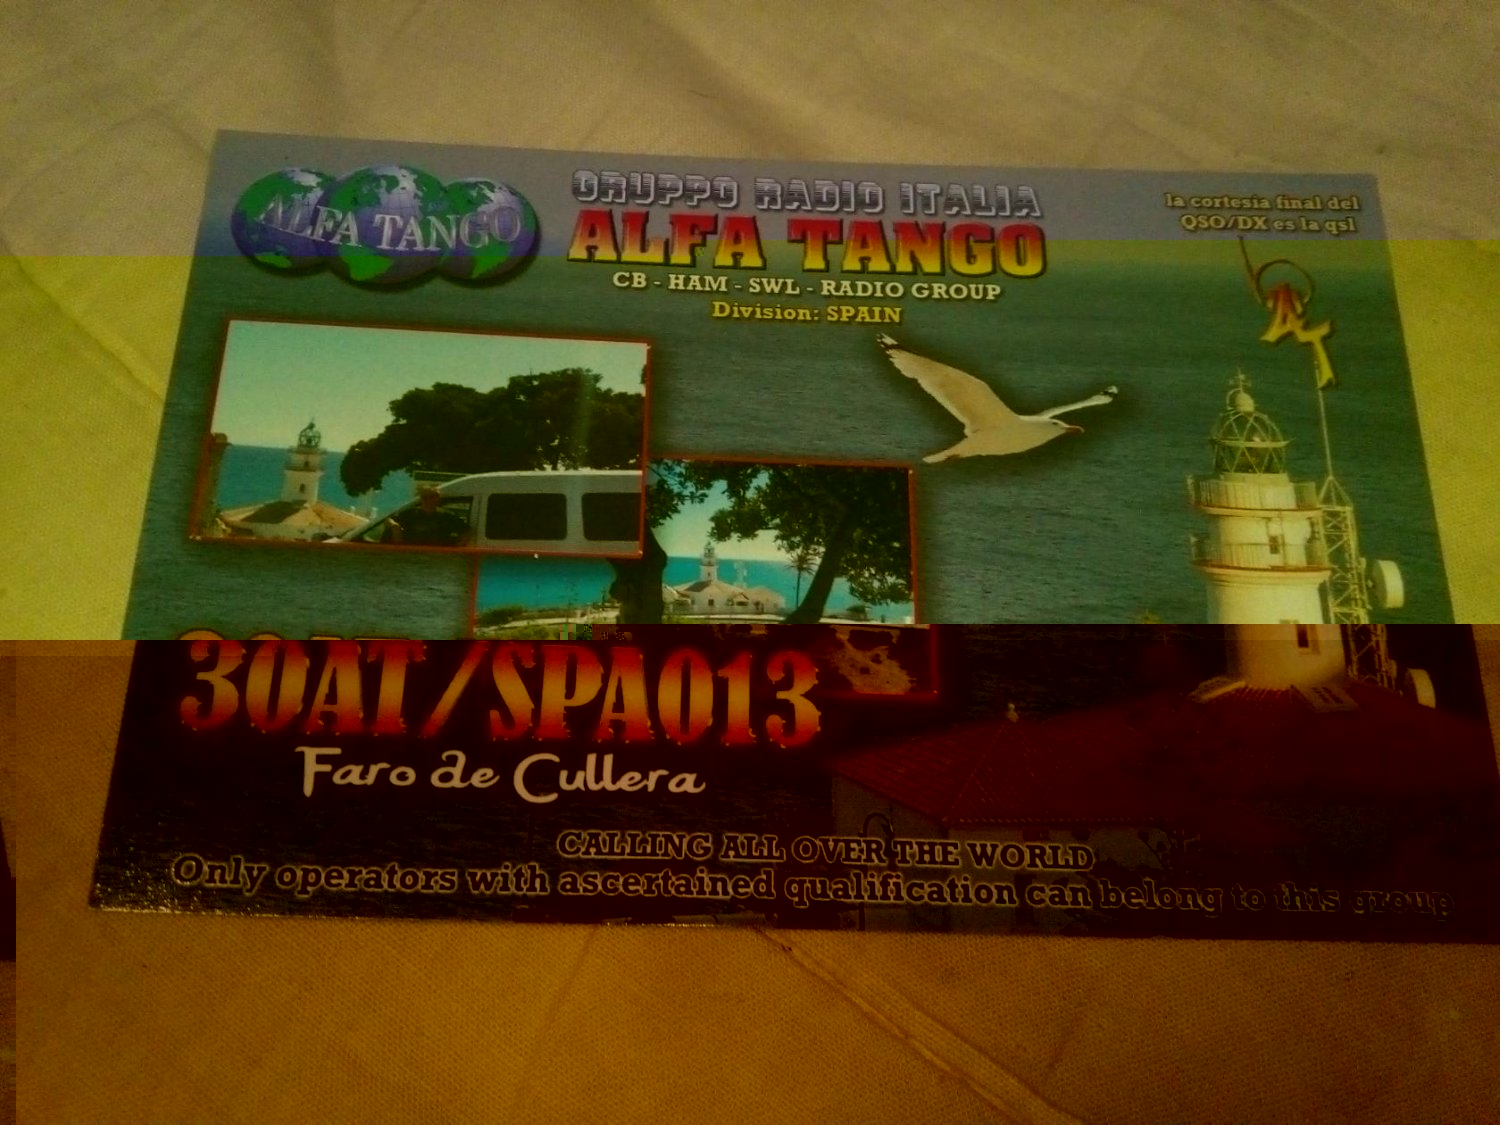 ALFA TANGO
GRUPPO RADIO ITALIA
ALFA TANGO
CB - HAM - SWL - RADIO GROUP
Division: SPAIN
la cortesia final del
QSO/DX es la qsl
AT
30AT/SPA013
Faro de Cullera
CALLING ALL OVER THE WORLD
Only operators with ascertained qualification can belong to this group